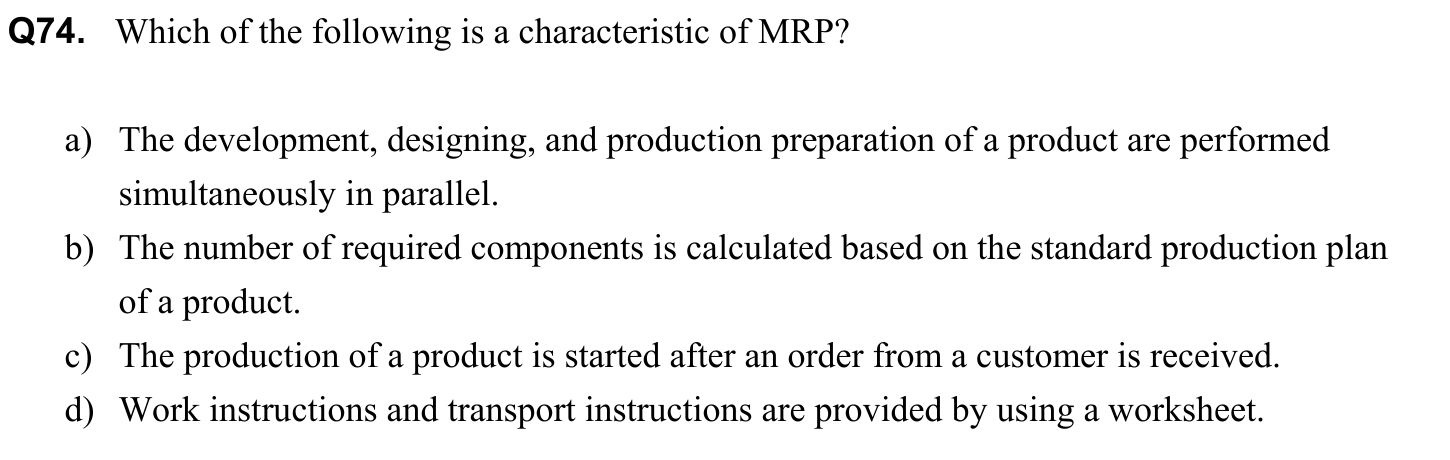 Q74. Which of the following is a characteristic of MRP?
a) The development, designing, and production preparation of a product are performed
simultaneously in parallel.
b) The number of required components is calculated based on the standard production plan
of a product.
c) The production of a product is started after an order from a customer is received.
d) Work instructions and transport instructions are provided by using a worksheet.